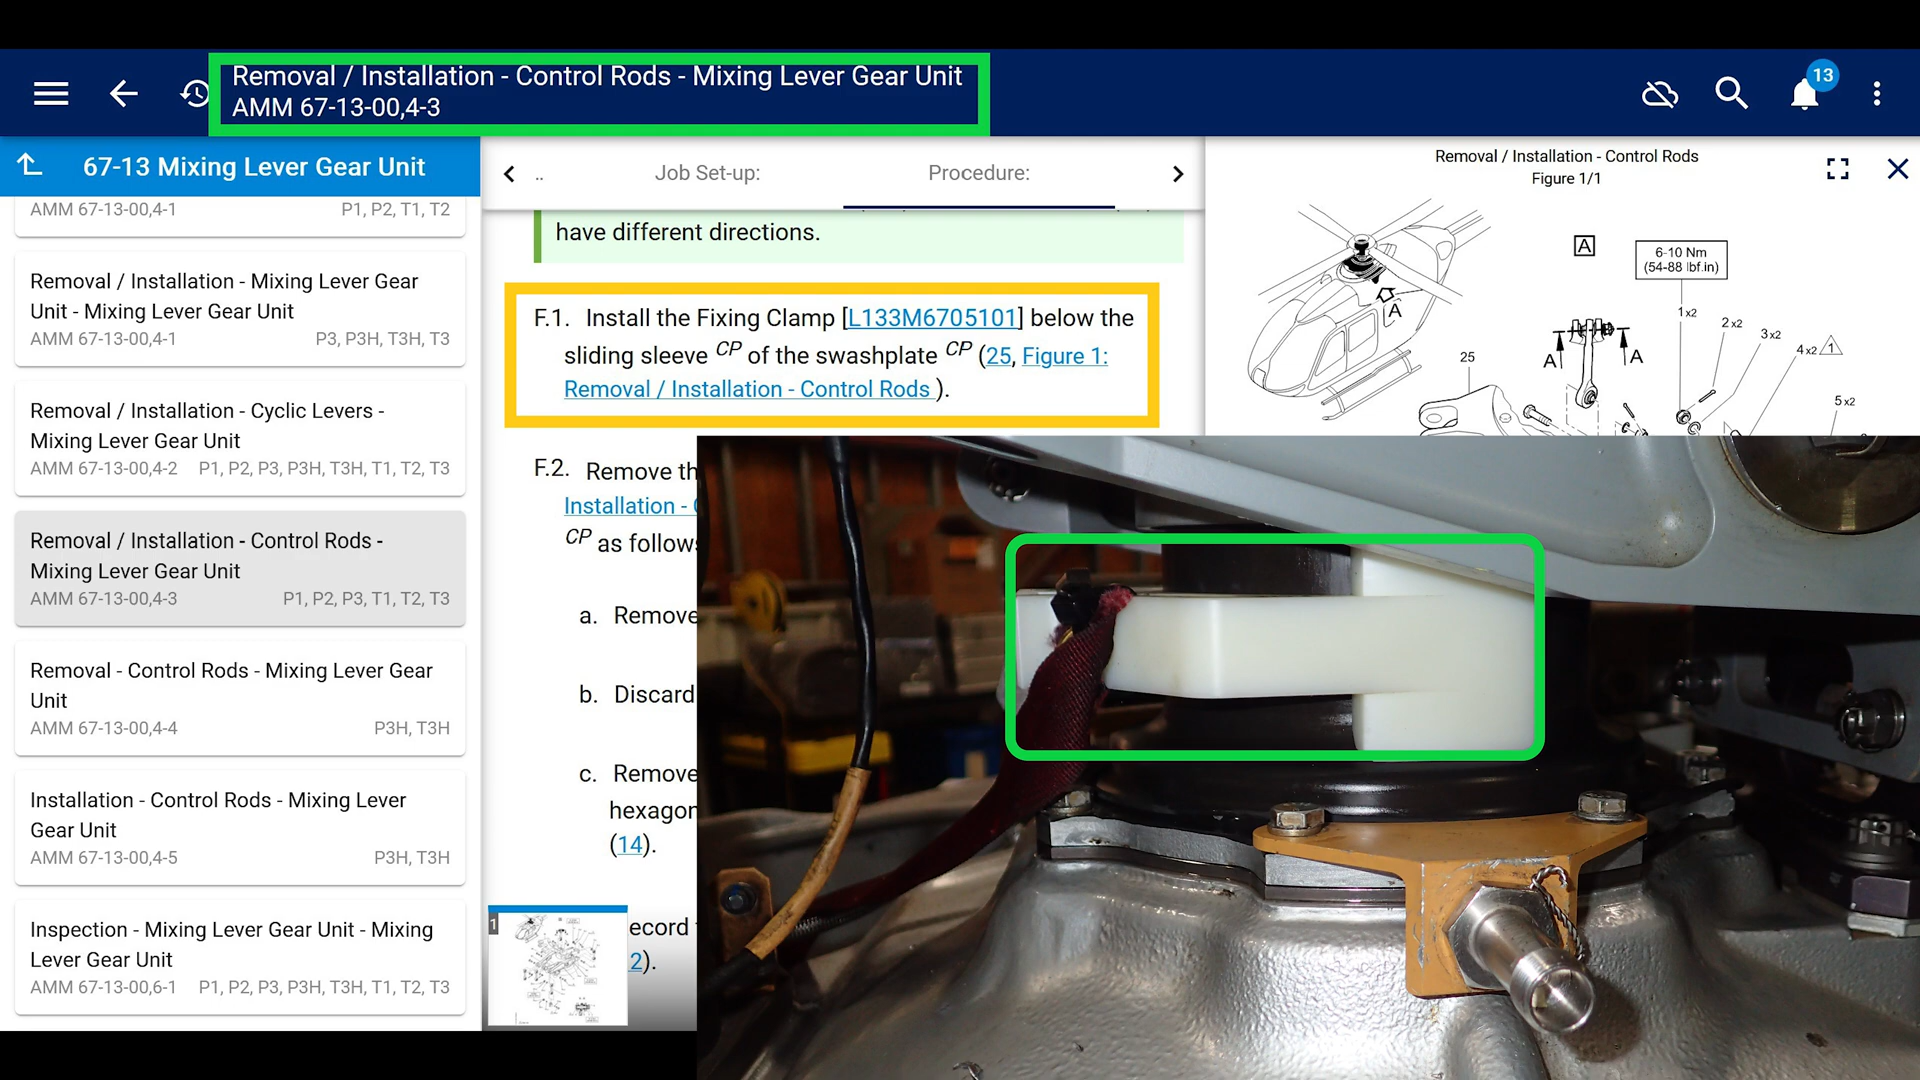 Removal / Installation - Control Rods - Mixing Lever Gear Unit
AMM 67-13-00,4-3
13
67-13 Mixing Lever Gear Unit
AMM 67-13-00,4-1 P1, P2, T1, T2
Removal / Installation - Mixing Lever Gear
Unit - Mixing Lever Gear Unit
AMM 67-13-00,4-1 P3, P3H, T3H, T3
Removal / Installation - Cyclic Levers -
Mixing Lever Gear Unit
AMM 67-13-00,4-2 P1, P2, P3, P3H, T3H, T1, T2, T3
Removal / Installation - Control Rods -
Mixing Lever Gear Unit
AMM 67-13-00,4-3 P1, P2, P3, T1, T2, T3
Removal - Control Rods - Mixing Lever Gear
Unit
AMM 67-13-00,4-4 P3H, T3H
Installation - Control Rods - Mixing Lever
Gear Unit
AMM 67-13-00,4-5 P3H, T3H
Inspection - Mixing Lever Gear Unit - Mixing
Lever Gear Unit
AMM 67-13-00,6-1 P1, P2, P3, P3H, T3H, T1, T2, T3
.. Job Set-up: Procedure:
have different directions.
F.1. Install the Fixing Clamp [L133M6705101] below the
sliding sleeve CP of the swashplate CP (25, Figure 1:
Removal / Installation - Control Rods ).
F.2. Remove th
Installation - 
CP as follows
a. Remove
b. Discard
c. Remove
hexagon
(14).
ecord
2).
1
Removal / Installation - Control Rods
Figure 1/1
A
6-10 Nm
(54-88 lbf.in)
A
1x2
2x2
3x2
4x2 1
A A
25
5x2